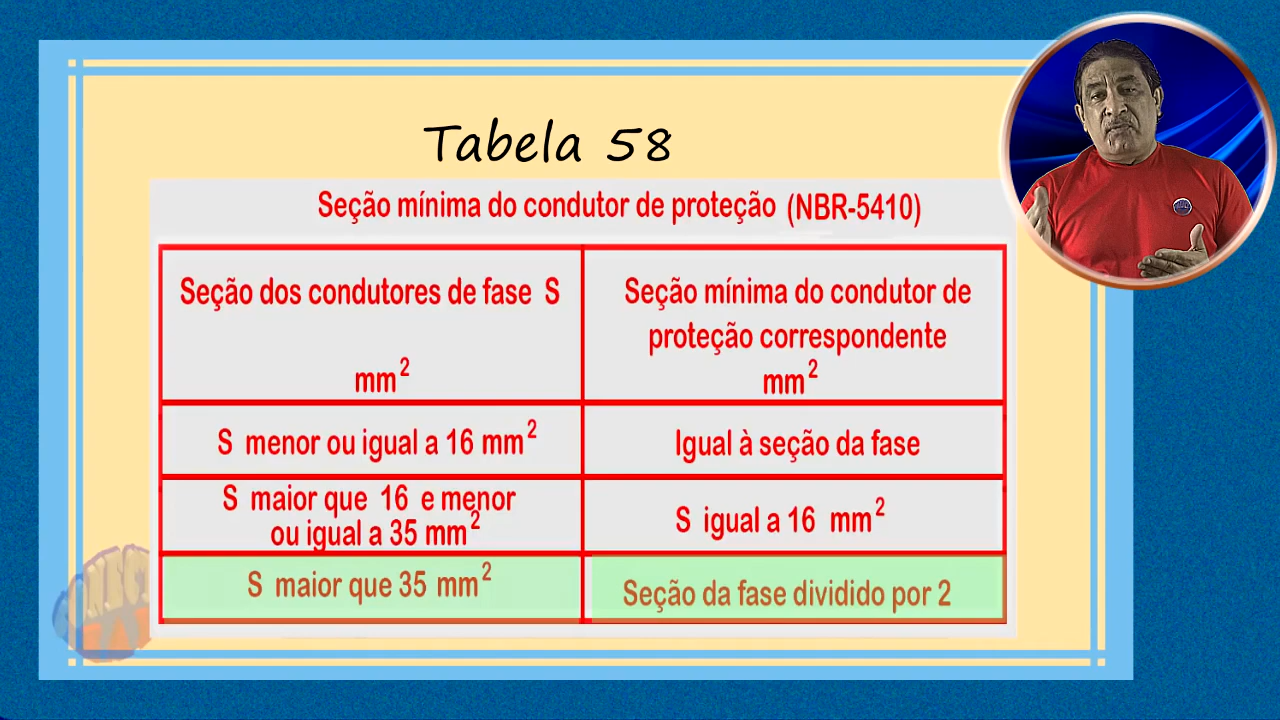 Tabela 58
Seção mínima do condutor de proteção (NBR-5410)
Seção dos condutores de fase S
mm²
Seção mínima do condutor de
proteção correspondente
mm²
S menor ou igual a 16 mm²
Igual à seção da fase
S maior que 16 e menor
ou igual a 35 mm²
S igual a 16 mm²
S maior que 35 mm²
Seção da fase dividido por 2